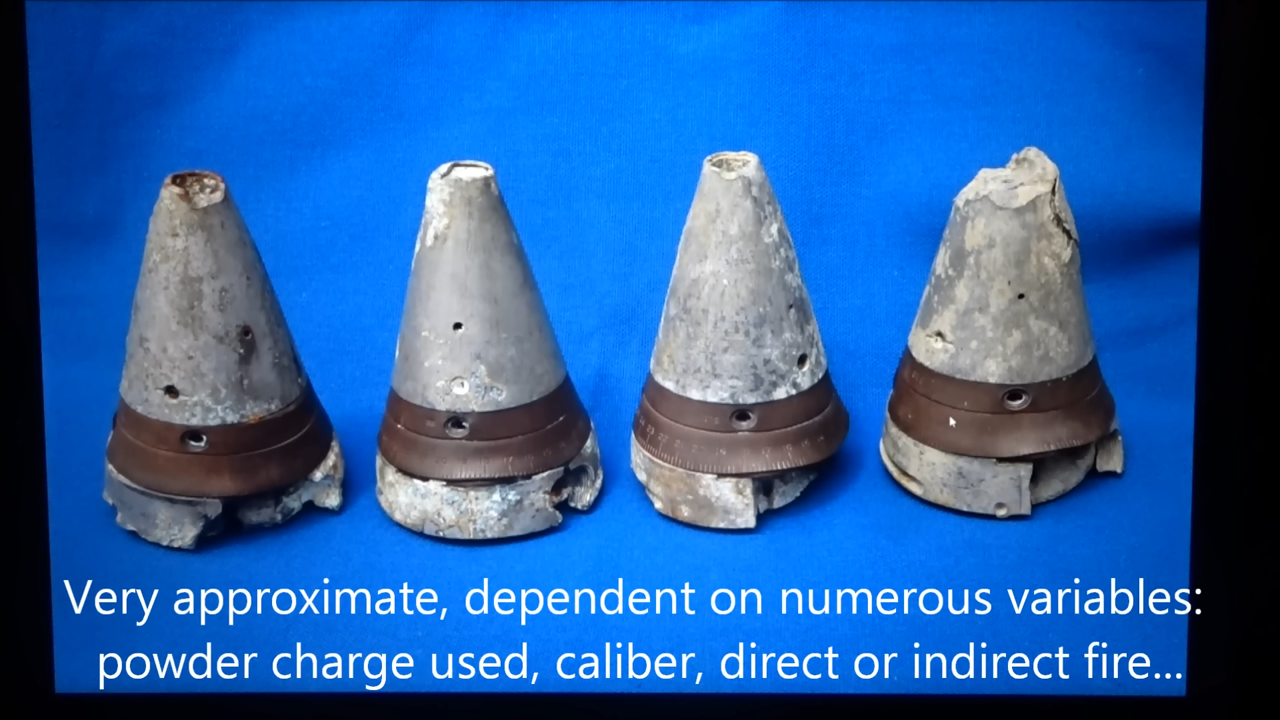 Very approximate, dependent on numerous variables:
powder charge used, caliber, direct or indirect fire...